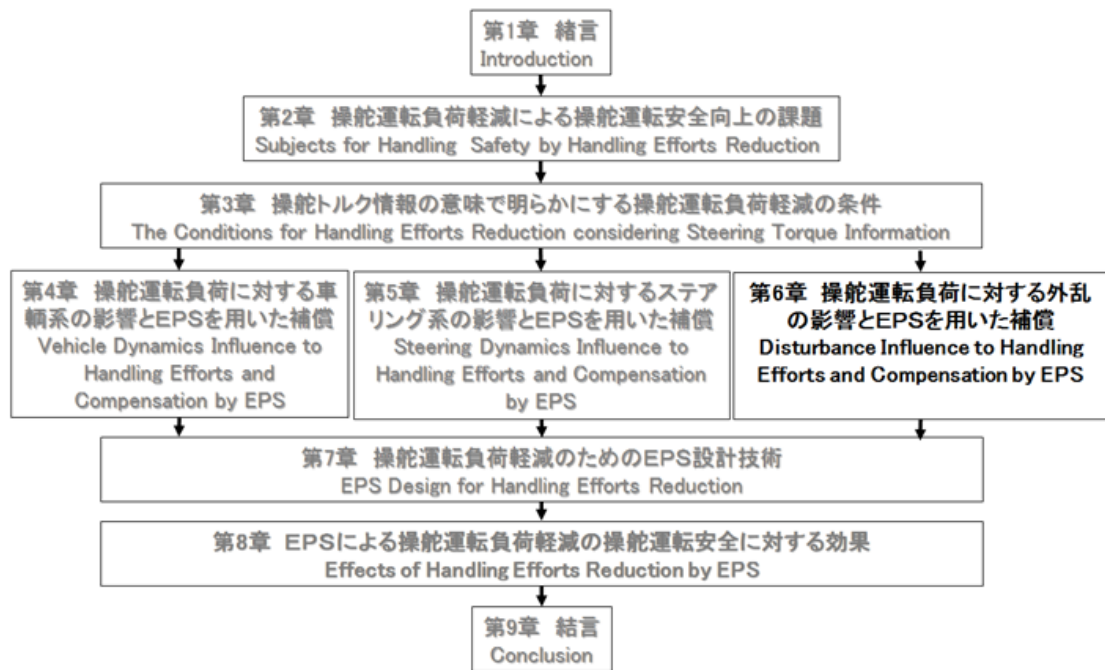 第1章 緒言
Introduction
第2章 操舵運転負荷軽減による操舵運転安全向上の課題
Subjects for Handling Safety by Handling Efforts Reduction
第3章 操舵トルク情報の意味で明らかにする操舵運転負荷軽減の条件
The Conditions for Handling Efforts Reduction considering Steering Torque Information
第4章 操舵運転負荷に対する車
輌系の影響とEPSを用いた補償
Vehicle Dynamics Influence to
Handling Efforts and
Compensation by EPS
第5章 操舵運転負荷に対するステア
リング系の影響とEPSを用いた補償
Steering Dynamics Influence to
Handling Efforts and Compensation
by EPS
第6章 操舵運転負荷に対する外乱
の影響とEPSを用いた補償
Disturbance Influence to Handling
Efforts and Compensation by EPS
第7章 操舵運転負荷軽減のためのEPS設計技術
EPS Design for Handling Efforts Reduction
第8章 EPSによる操舵運転負荷軽減の操舵運転安全に対する効果
Effects of Handling Efforts Reduction by EPS
第9章 結言
Conclusion